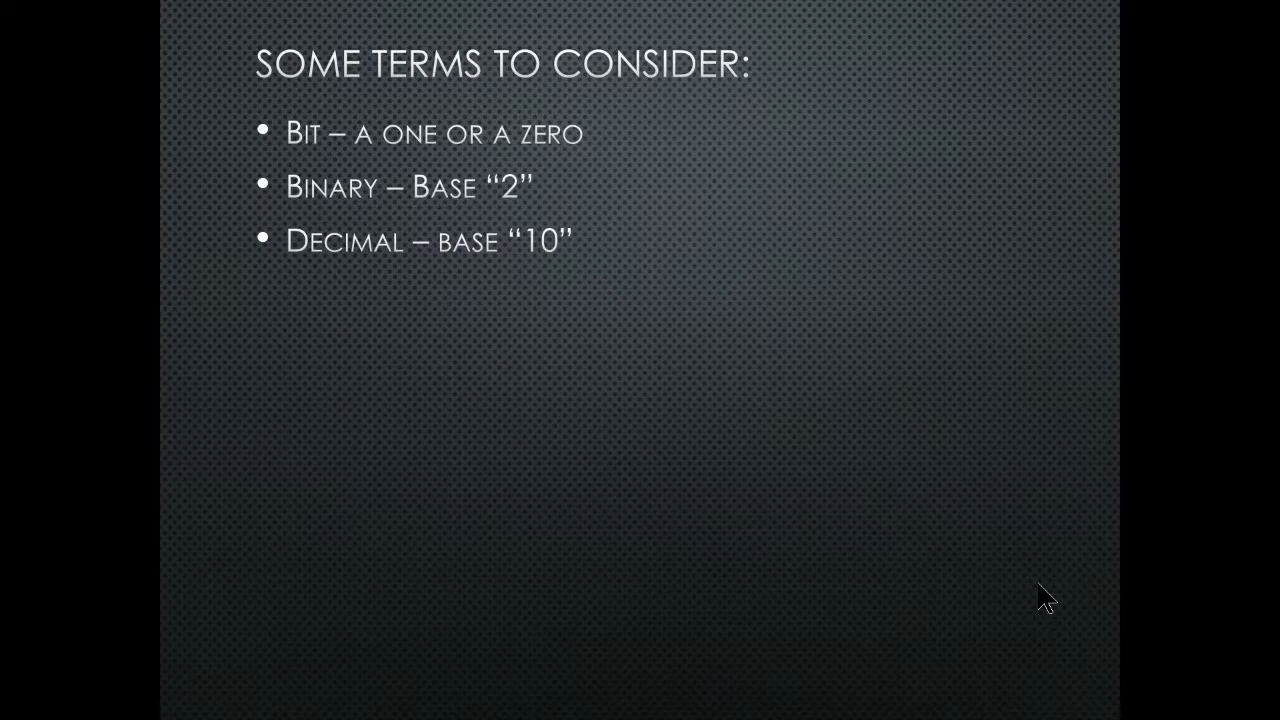 SOME TERMS TO CONSIDER:
• BIT – A ONE OR A ZERO
• BINARY – BASE “2”
• DECIMAL – BASE “10”